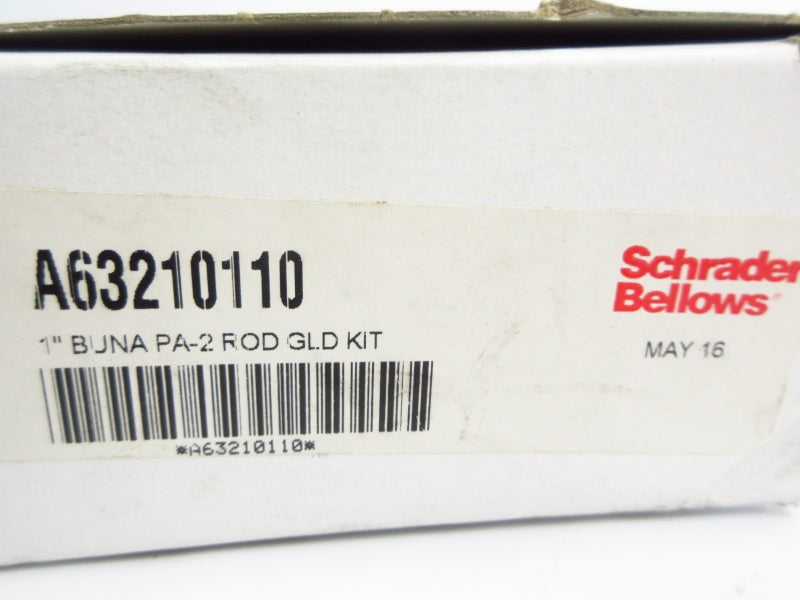 A63210110
1" BUNA PA-2 ROD GLD KIT
*A63210110*
Schrader
Bellows
MAY 16